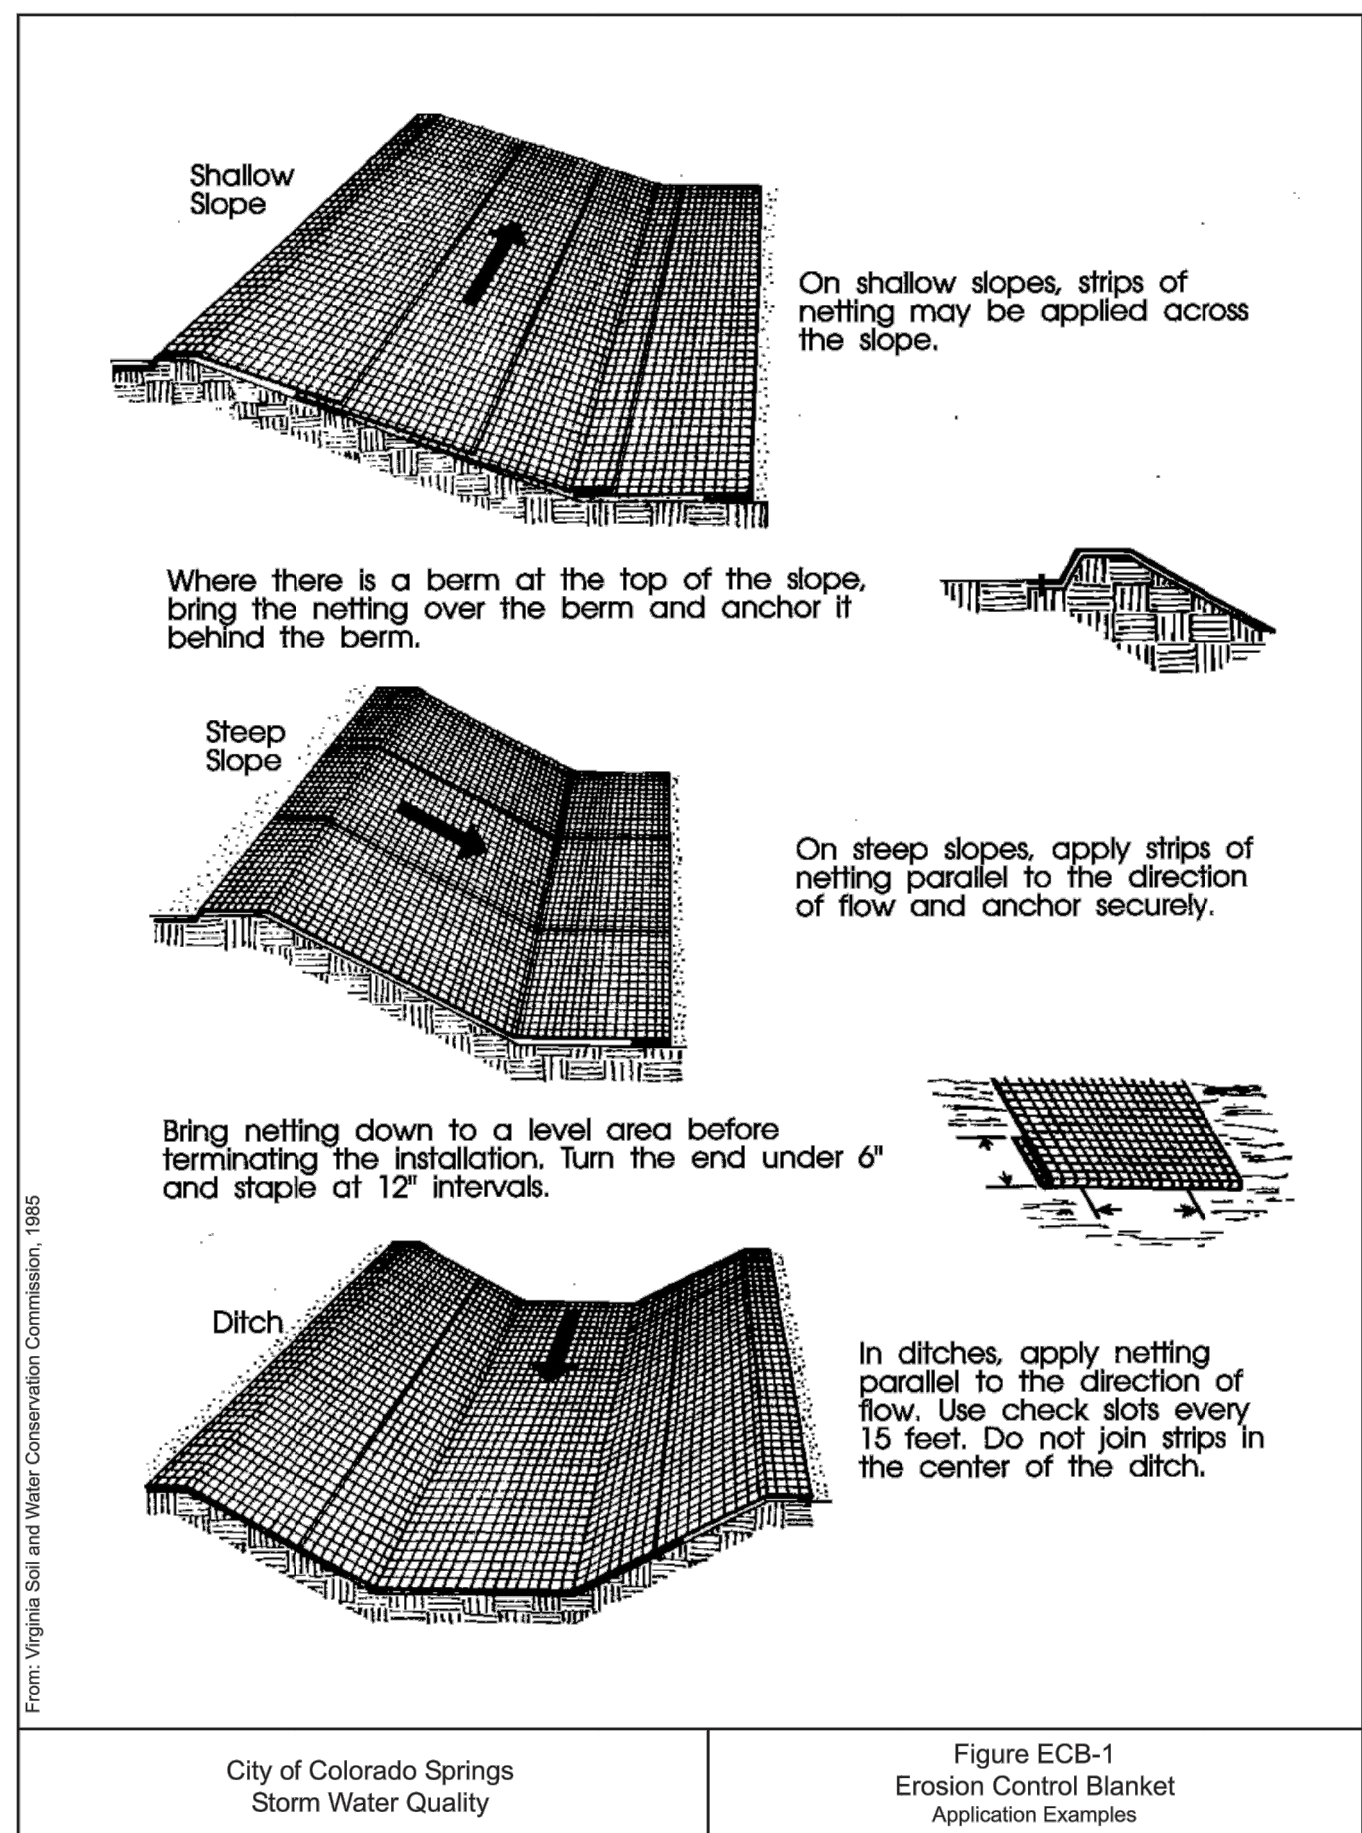 Shallow
Slope
On shallow slopes, strips of
netting may be applied across
the slope.
Where there is a berm at the top of the slope,
bring the netting over the berm and anchor it
behind the berm.
Steep
Slope
On steep slopes, apply strips of
netting parallel to the direction
of flow and anchor securely.
Bring netting down to a level area before
terminating the installation. Turn the end under 6"
and staple at 12" intervals.
Ditch
In ditches, apply netting
parallel to the direction of
flow. Use check slots every
15 feet. Do not join strips in
the center of the ditch.
From: Virginia Soil and Water Conservation Commission, 1985
City of Colorado Springs
Storm Water Quality
Figure ECB-1
Erosion Control Blanket
Application Examples